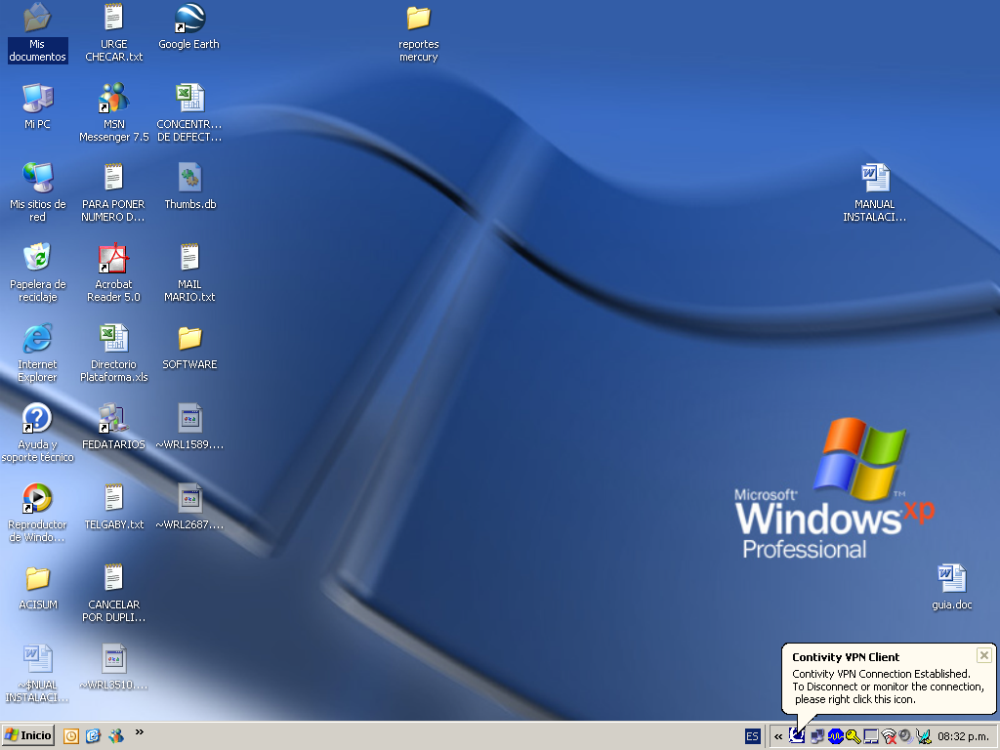 Mis
documentos
URGE
CHECAR.txt
Google Earth
reportes
mercury
Mi PC
MSN
Messenger 7.5
CONCENTR...
DE DEFECT...
Mis sitios de
red
PARA PONER
NUMERO D...
Thumbs.db
MANUAL
INSTALACI...
Papelera de
reciclaje
Acrobat
Reader 5.0
MAIL
MARIO.txt
Internet
Explorer
Directorio
Plataforma.xls
SOFTWARE
Ayuda y
soporte técnico
FEDATARIOS
~WRL1589....
Reproductor
de Windo...
TELGABY.txt
~WRL2687....
Microsoft®
Windows xp
TM
Professional
ACISUM
CANCELAR
POR DUPLI...
guia.doc
~$NUAL
INSTALACI...
~WRL3510....
Contivity VPN Client
Contivity VPN Connection Established.
To Disconnect or monitor the connection,
please right click this icon.
Inicio
»
ES
«
08:32 p.m.